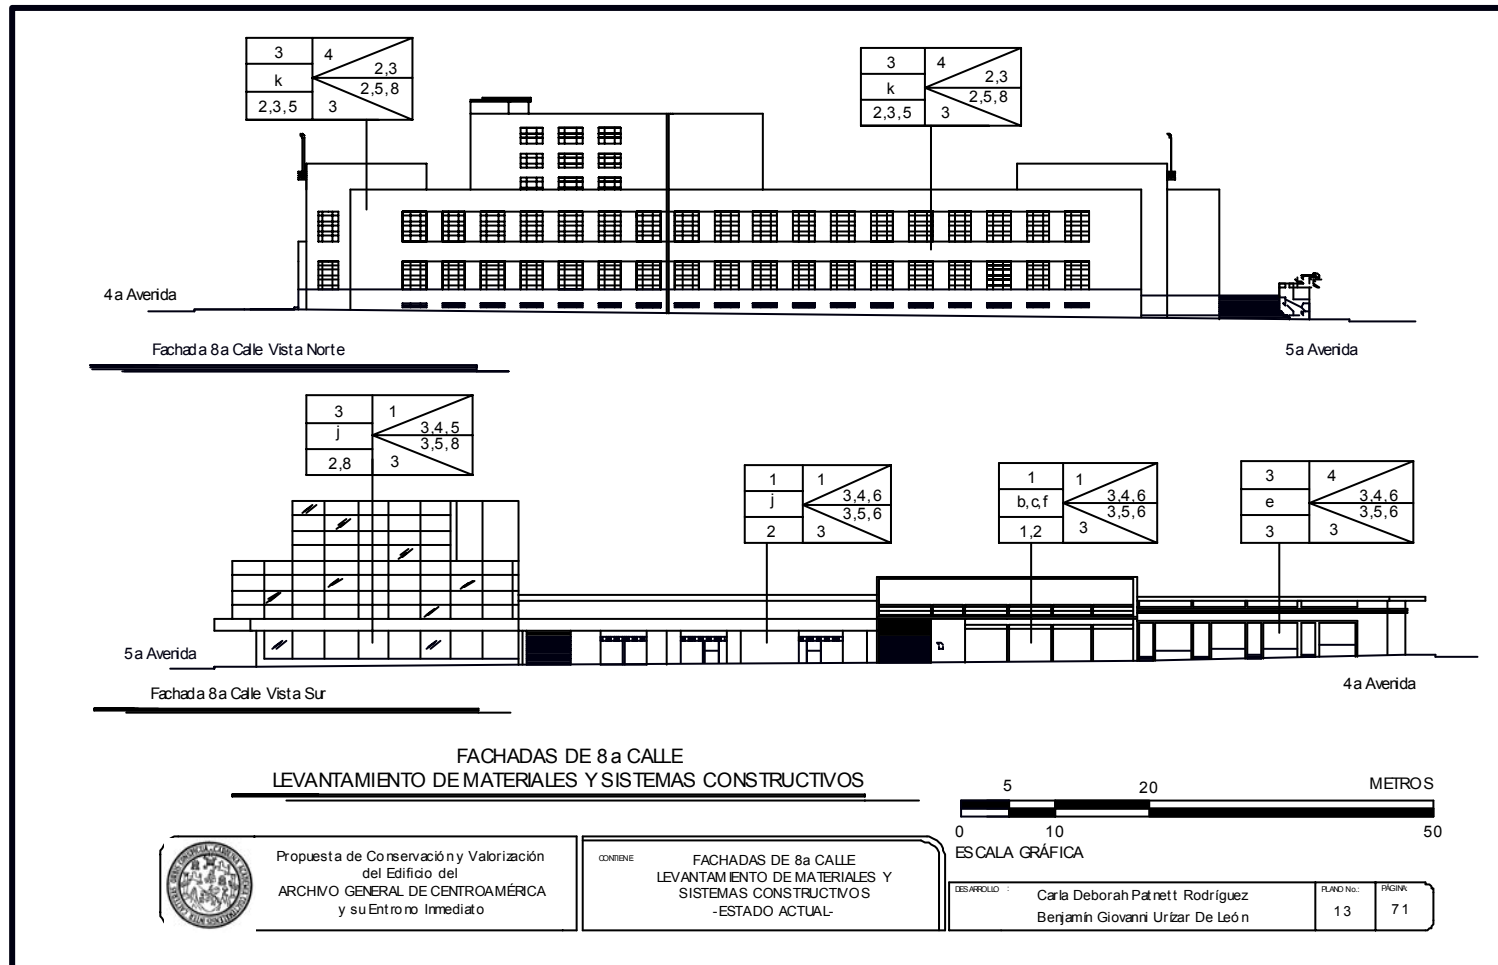 3 4
2,3
k
2,5,8
2,3,5 3
3 4
2,3
k
2,5,8
2,3,5 3
4a Avenida
Fachada 8a Calle Vista Norte
5a Avenida
3 1
3,4,5
j
3,5,8
2,8 3
1 1
3,4,6
j
3,5,6
2 3
1 1
3,4,6
b,c,f
3,5,6
1,2 3
3 4
3,4,6
e
3,5,6
3 3
5a Avenida
Fachada 8a Calle Vista Sur
4a Avenida
FACHADAS DE 8a CALLE
LEVANTAMIENTO DE MATERIALES Y SISTEMAS CONSTRUCTIVOS
5 20 METROS
0 10 50
ESCALA GRÁFICA
Propuesta de Conservación y Valorización
del Edificio del
ARCHIVO GENERAL DE CENTROAMÉRICA
y su Entrono Inmediato
CONTIENE
FACHADAS DE 8a CALLE
LEVANTAMIENTO DE MATERIALES Y
SISTEMAS CONSTRUCTIVOS
-ESTADO ACTUAL-
DESARROLLO :
Carla Deborah Patnett Rodríguez
Benjamín Giovanni Urízar De León
PLANO No.:
13
PÁGINA:
71